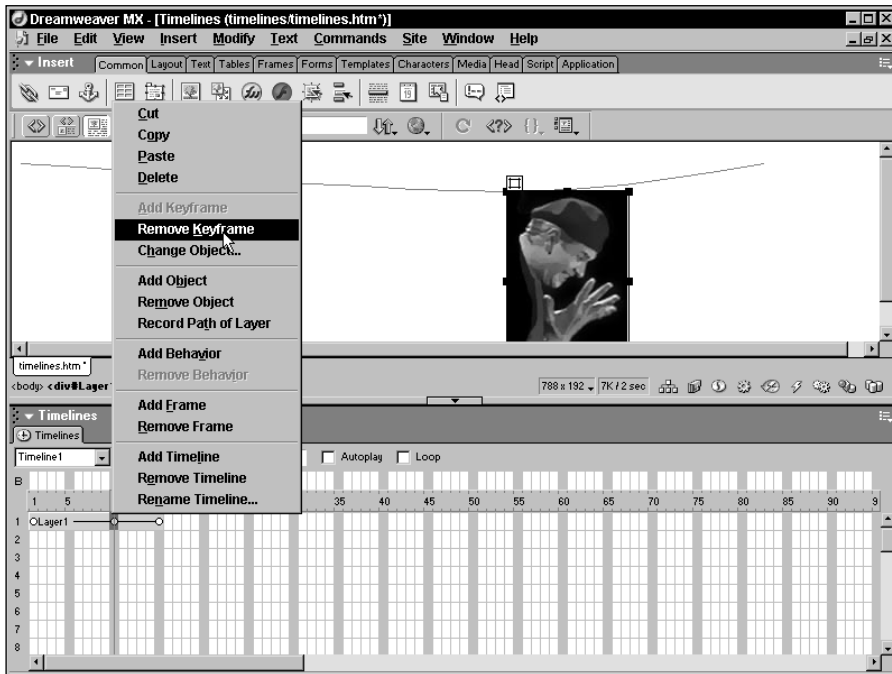 Dreamweaver MX - [Timelines (timelines/timelines.htm*)]
File Edit View Insert Modify Text Commands Site Window Help
Insert Common Layout Text Tables Frames Forms Templates Characters Media Head Script Application
Cut
Copy
Paste
Delete
Add Keyframe
Remove Keyframe
Change Object...
Add Object
Remove Object
Record Path of Layer
Add Behavior
Remove Behavior
Add Frame
Remove Frame
Add Timeline
Remove Timeline
Rename Timeline...
timelines.htm*
<body> <div#Layer
788 x 192 7K / 2 sec
Timelines
Timelines
Timeline1 Autoplay Loop
B
1 5 35 40 45 50 55 60 65 70 75 80 85 90 9
1 Layer1
2
3
4
5
6
7
8